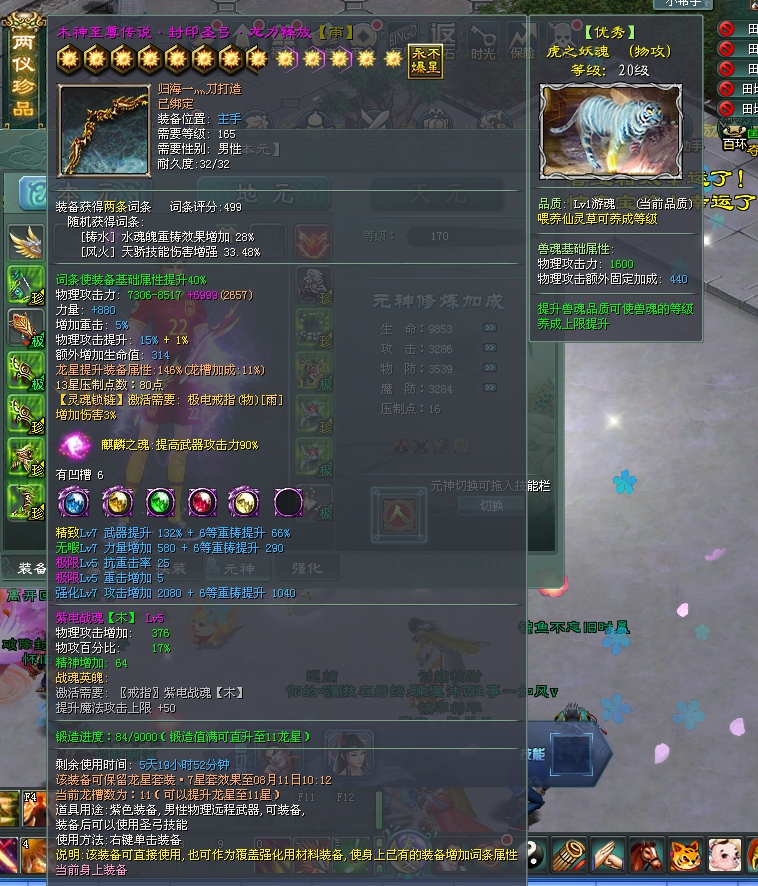 木神至尊传说·封印圣弓·龙力释放【雨】
永不爆星
归海一灬刀打造
已绑定
装备位置: 主手
需要等级: 165
需要性别: 男性
耐久度:32/32
装备获得两条词条 词条评分:499
随机获得词条:
[铸水] 水魂魄重铸效果增加 28%
[风火] 天骄技能伤害增强 33.48%
词条使装备基础属性提升40%
物理攻击力: 7306-8517 +6999(2657)
力量: +880
增加重击: 5%
物理攻击提升: 15% + 1%
额外增加生命值: 314
龙星提升装备属性:146%(龙槽加成:11%)
13星压制点数：80点
【灵魂锁链】激活需要: 极电戒指(物)[雨]
增加伤害3%
麒麟之魂:提高武器攻击力90%
有凹槽 6
精致Lv7 武器提升 132% + 6等重铸提升 66%
无暇Lv7 力量增加 580 + 6等重铸提升 290
极限Lv5 抗重击率 25
极限Lv5 重击增加 5
强化Lv7 攻击增加 2080 + 6等重铸提升 1040
紫电战魂【木】 Lv5
物理攻击增加: 376
物攻百分比: 17%
精神增加: 64
战魂英魄:
激活需要: 〖戒指〗紫电战魂【木】
提升魔法攻击上限 +50
锻造进度：84/9000（锻造值满可直升至11龙星）
剩余使用时间: 5天19小时52分钟
该装备可保留龙星套装·7星套效果至08月11日10:12
当前龙槽数为：11（可以提升龙星至11星）
道具用途: 紫色装备, 男性物理远程武器, 可装备,
装备后可以使用圣弓技能
使用方法: 右键单击装备
说明: 该装备可直接使用, 也可作为覆盖强化用材料装备, 使身上已有的装备增加词条属性
当前身上装备
【优秀】
虎之妖魂 (物攻)
等级: 20级
品质: Lv1游魂 (当前品质)
喂养仙灵草可养成等级
兽魂基础属性:
物理攻击力: 1600
物理攻击额外固定加成: 440
提升兽魂品质可使兽魂的等级
养成上限提升
两仪珍品
地元
等级: 170
元神修炼加成
生 命:9853
攻 击:3286
物 防:3539
魔 防:3284
压制点:16
元神切换可拖入技能栏
切换
装备
元神
强化
百环
运了!
运了
F4
F11
F12
技能
4